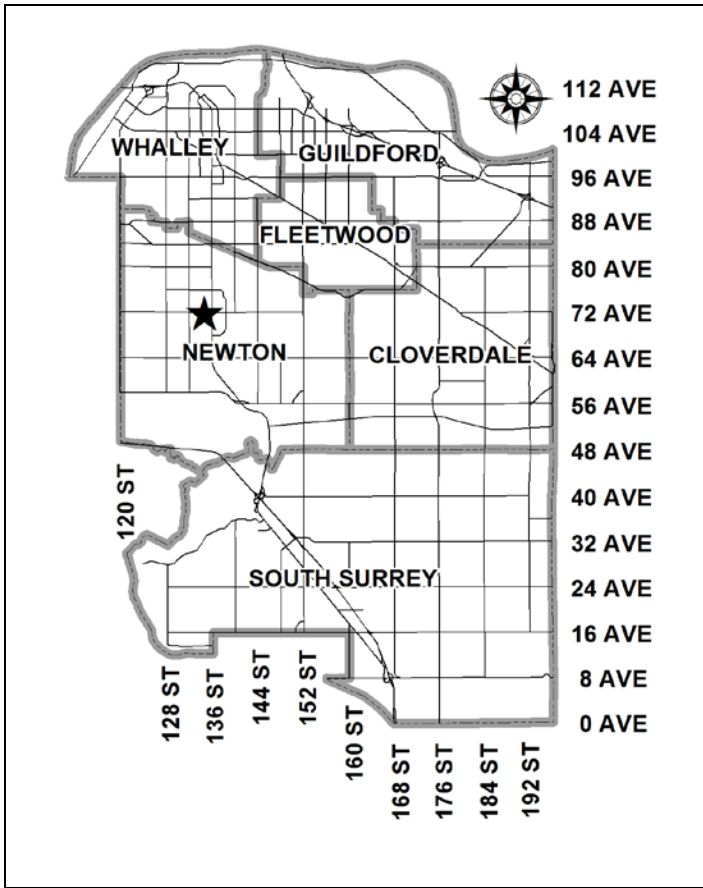 112 AVE
104 AVE
WHALLEY
GUILDFORD
96 AVE
88 AVE
FLEETWOOD
80 AVE
72 AVE
NEWTON
CLOVERDALE
64 AVE
56 AVE
48 AVE
120 ST
40 AVE
32 AVE
SOUTH SURREY
24 AVE
16 AVE
8 AVE
0 AVE
128 ST
136 ST
144 ST
152 ST
160 ST
168 ST
176 ST
184 ST
192 ST